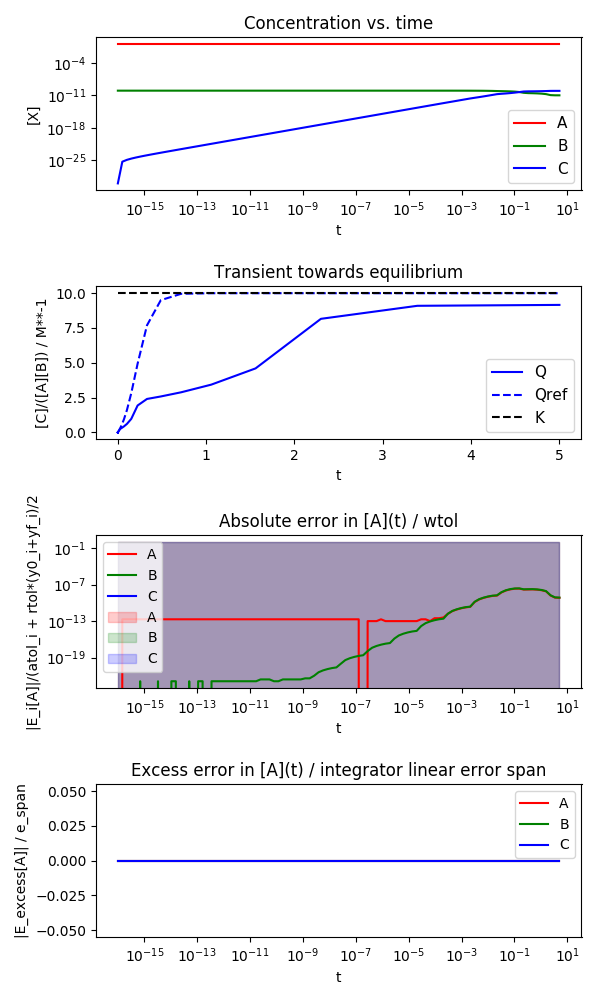 Concentration vs. time
[X]
10⁻⁴
10⁻¹¹
10⁻¹⁸
10⁻²⁵
A
B
C
10⁻¹⁵ 10⁻¹³ 10⁻¹¹ 10⁻⁹ 10⁻⁷ 10⁻⁵ 10⁻³ 10⁻¹ 10¹
t
Transient towards equilibrium
[C]/([A][B]) / M**-1
10.0
7.5
5.0
2.5
0.0
Q
Qref
K
0 1 2 3 4 5
t
Absolute error in [A](t) / wtol
|E_i[A]|/(atol_i + rtol*(y0_i+yf_i)/2
10⁻¹
10⁻⁷
10⁻¹³
10⁻¹⁹
A
B
C
A
B
C
10⁻¹⁵ 10⁻¹³ 10⁻¹¹ 10⁻⁹ 10⁻⁷ 10⁻⁵ 10⁻³ 10⁻¹ 10¹
t
Excess error in [A](t) / integrator linear error span
|E_excess[A]| / e_span
0.050
0.025
0.000
−0.025
−0.050
A
B
C
10⁻¹⁵ 10⁻¹³ 10⁻¹¹ 10⁻⁹ 10⁻⁷ 10⁻⁵ 10⁻³ 10⁻¹ 10¹
t